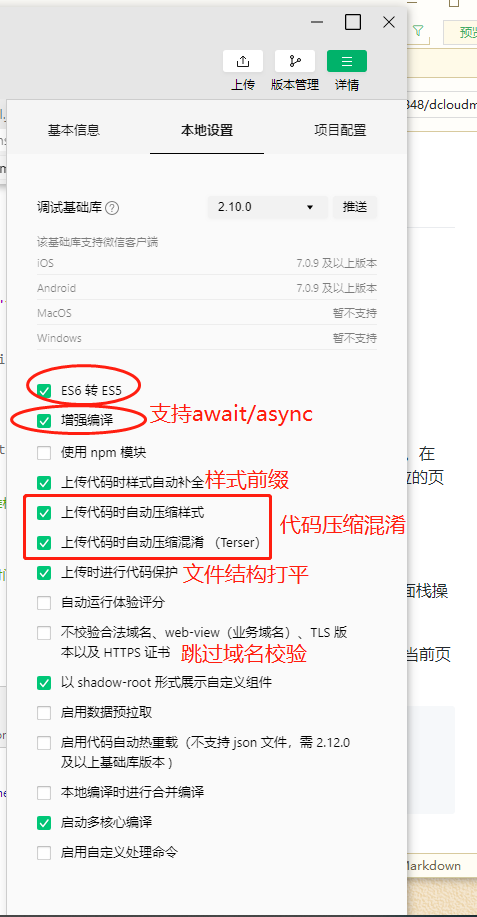 预览
上传 版本管理 详情
348/dcloudm
基本信息 本地设置 项目配置
调试基础库 ? 2.10.0 推送
该基础库支持微信客户端
iOS 7.0.9 及以上版本
Android 7.0.9 及以上版本
MacOS 暂不支持
Windows 暂不支持
ES6 转 ES5
增强编译 支持await/async
使用 npm 模块
在
上传代码时样式自动补全 样式前缀
位的页
上传代码时自动压缩样式
代码压缩混淆
上传代码时自动压缩混淆 （Terser）
上传时进行代码保护 文件结构打平
面栈操
自动运行体验评分
不校验合法域名、web-view（业务域名）、TLS 版
本以及 HTTPS 证书 跳过域名校验
当前页
以 shadow-root 形式展示自定义组件
启用数据预拉取
启用代码自动热重载（不支持 json 文件，需 2.12.0
及以上基础库版本 )
本地编译时进行合并编译
启动多核心编译
启用自定义处理命令
Markdown